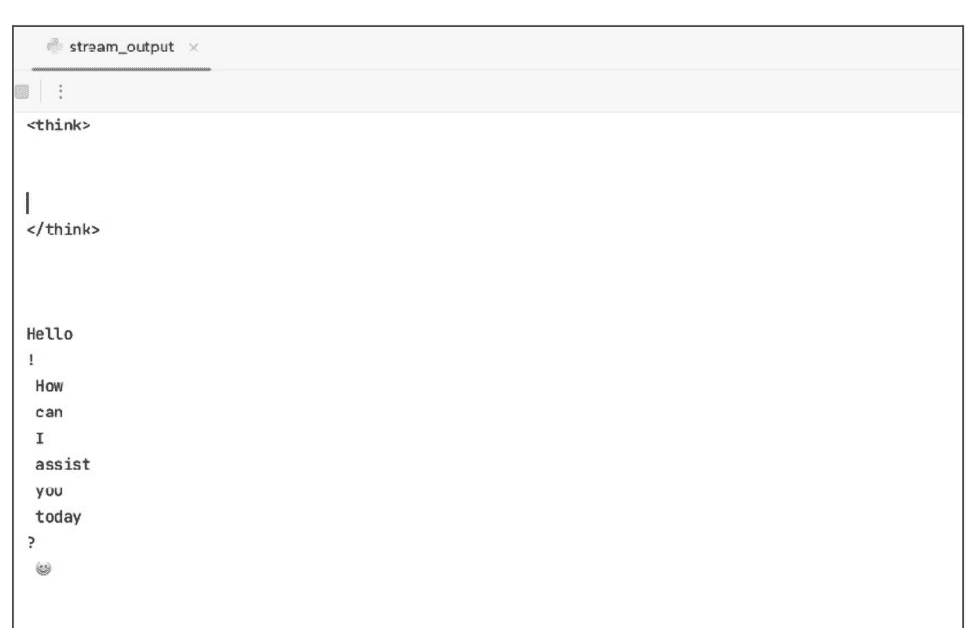 stream_output
<think>
</think>
Hello
!
How
can
I
assist
you
today
?
😀